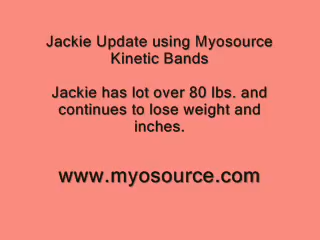 Jackie Update using Myosource
Kinetic Bands
Jackie has lot over 80 lbs. and
continues to lose weight and
inches.
www.myosource.com